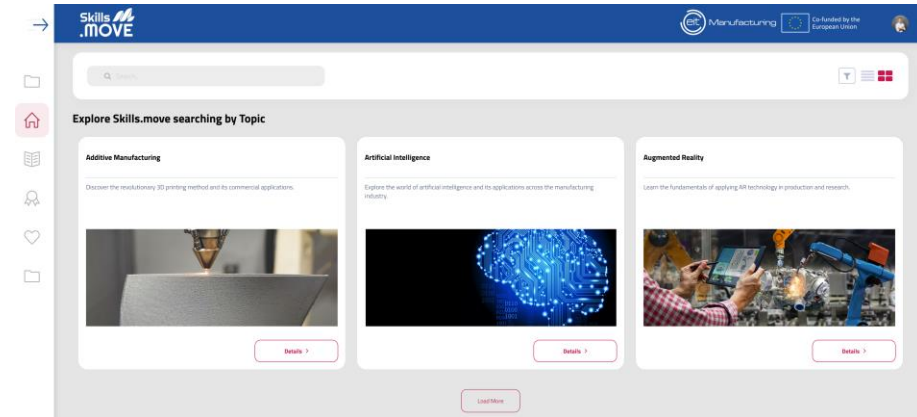 Skills
.MOVE
eit Manufacturing
Co-funded by the
European Union
Search
Explore Skills.move searching by Topic
Additive Manufacturing
Discover the revolutionary 3D printing method and its commercial applications.
Details >
Artificial Intelligence
Explore the world of artificial intelligence and its applications across the manufacturing
industry.
Details >
Augmented Reality
Learn the fundamentals of applying AR technology in production and research.
Details >
Load More